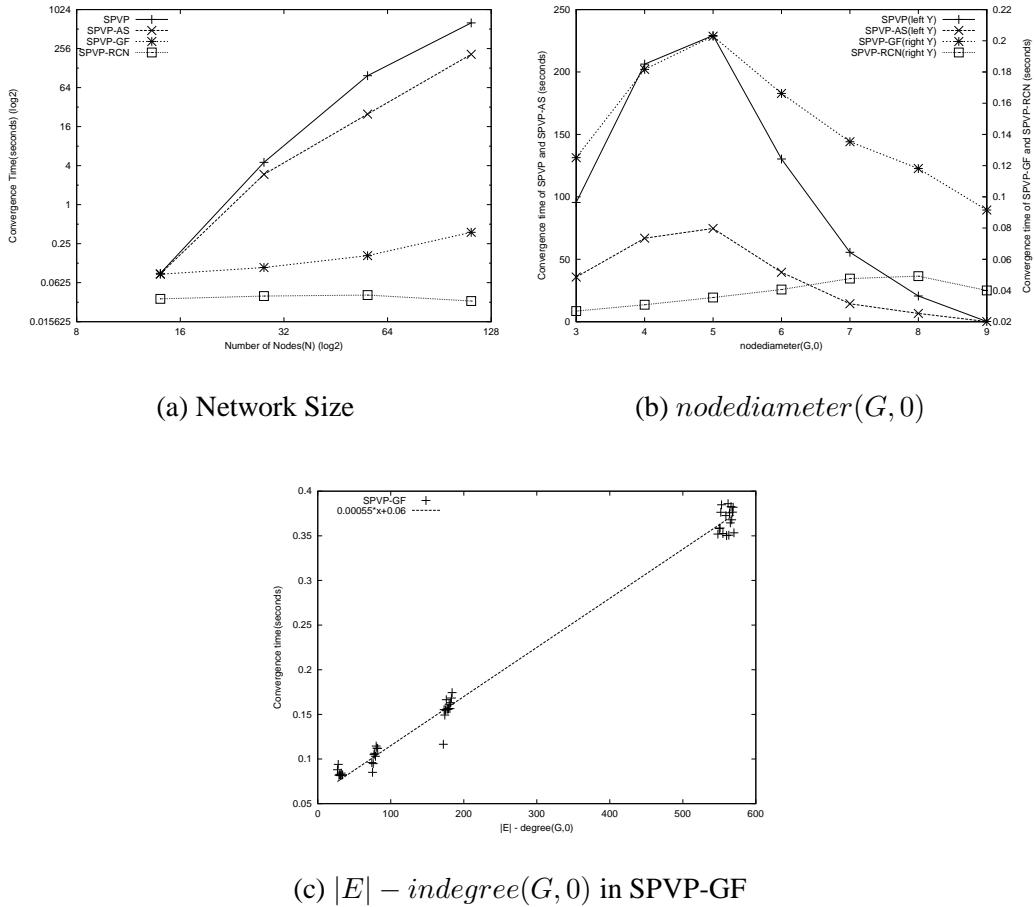 SPVP
SPVP-AS
SPVP-GF
SPVP-RCN
Convergence Time(seconds) (log2)
1024
256
64
16
4
1
0.25
0.0625
0.015625
8 16 32 64 128
Number of Nodes(N) (log2)
(a) Network Size
SPVP(left Y)
SPVP-AS(left Y)
SPVP-GF(right Y)
SPVP-RCN(right Y)
Convergence time of SPVP and SPVP-AS (seconds)
250
200
150
100
50
0
Convergence time of SPVP-GF and SPVP-RCN (seconds)
0.22
0.2
0.18
0.16
0.14
0.12
0.1
0.08
0.06
0.04
0.02
3 4 5 6 7 8 9
nodediameter(G,0)
(b) nodediameter(G, 0)
SPVP-GF
0.00055*x+0.06
Convergence time(seconds)
0.4
0.35
0.3
0.25
0.2
0.15
0.1
0.05
0 100 200 300 400 500 600
|E| - degree(G,0)
(c) |E| − indegree(G, 0) in SPVP-GF